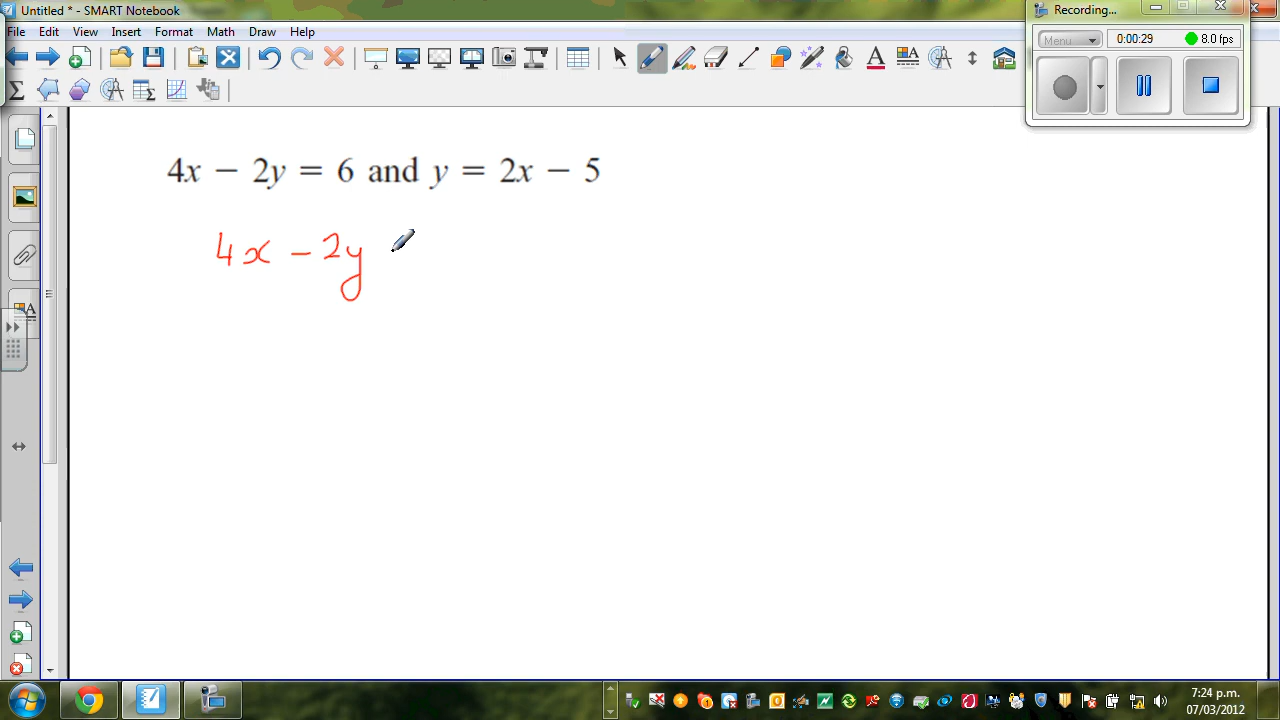 Untitled * - SMART Notebook
Recording...
File Edit View Insert Format Math Draw Help
Menu 0:00:29 8.0 fps
4x − 2y = 6 and y = 2x − 5
4x − 2y
7:24 p.m.
07/03/2012